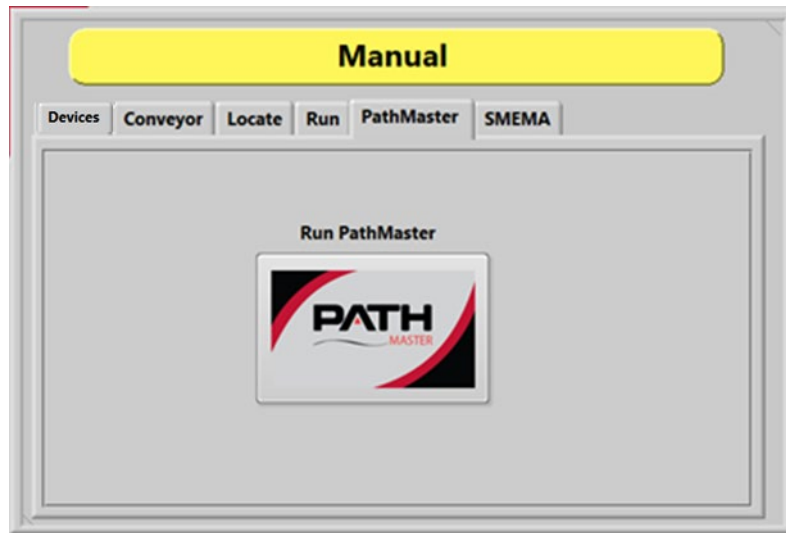 Manual
Devices Conveyor Locate Run PathMaster SMEMA
Run PathMaster
PATH
MASTER